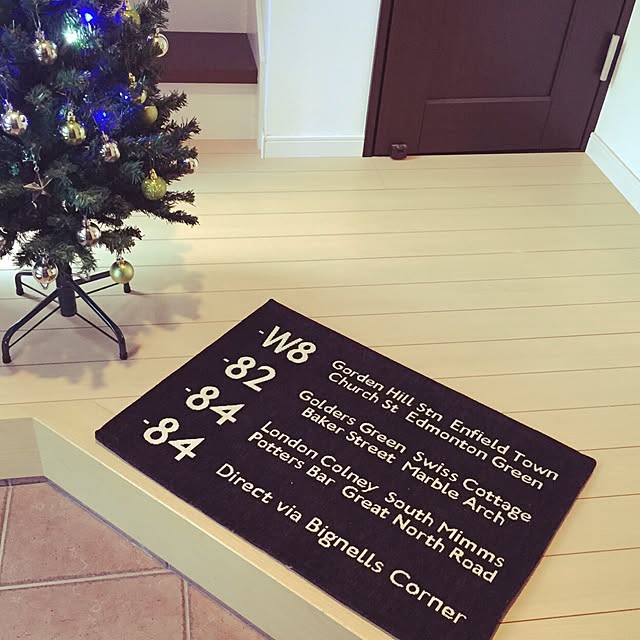 -W8 Gorden Hill Stn Enfield Town
Church St Edmonton Green
-82 Golders Green Swiss Cottage
Baker Street Marble Arch
-84 London Colney South Mimms
Potters Bar Great North Road
-84 Direct via Bignells Corner